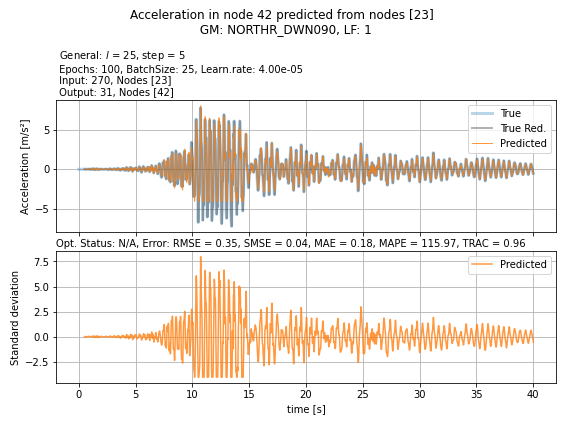 Acceleration in node 42 predicted from nodes [23]
GM: NORTHR_DWN090, LF: 1
General: l = 25, step = 5
Epochs: 100, BatchSize: 25, Learn.rate: 4.00e-05
Input: 270, Nodes [23]
Output: 31, Nodes [42]
True
True Red.
Predicted
Acceleration [m/s²]
5
0
−5
Opt. Status: N/A, Error: RMSE = 0.35, SMSE = 0.04, MAE = 0.18, MAPE = 115.97, TRAC = 0.96
Predicted
Standard deviation
7.5
5.0
2.5
0.0
−2.5
0 5 10 15 20 25 30 35 40
time [s]